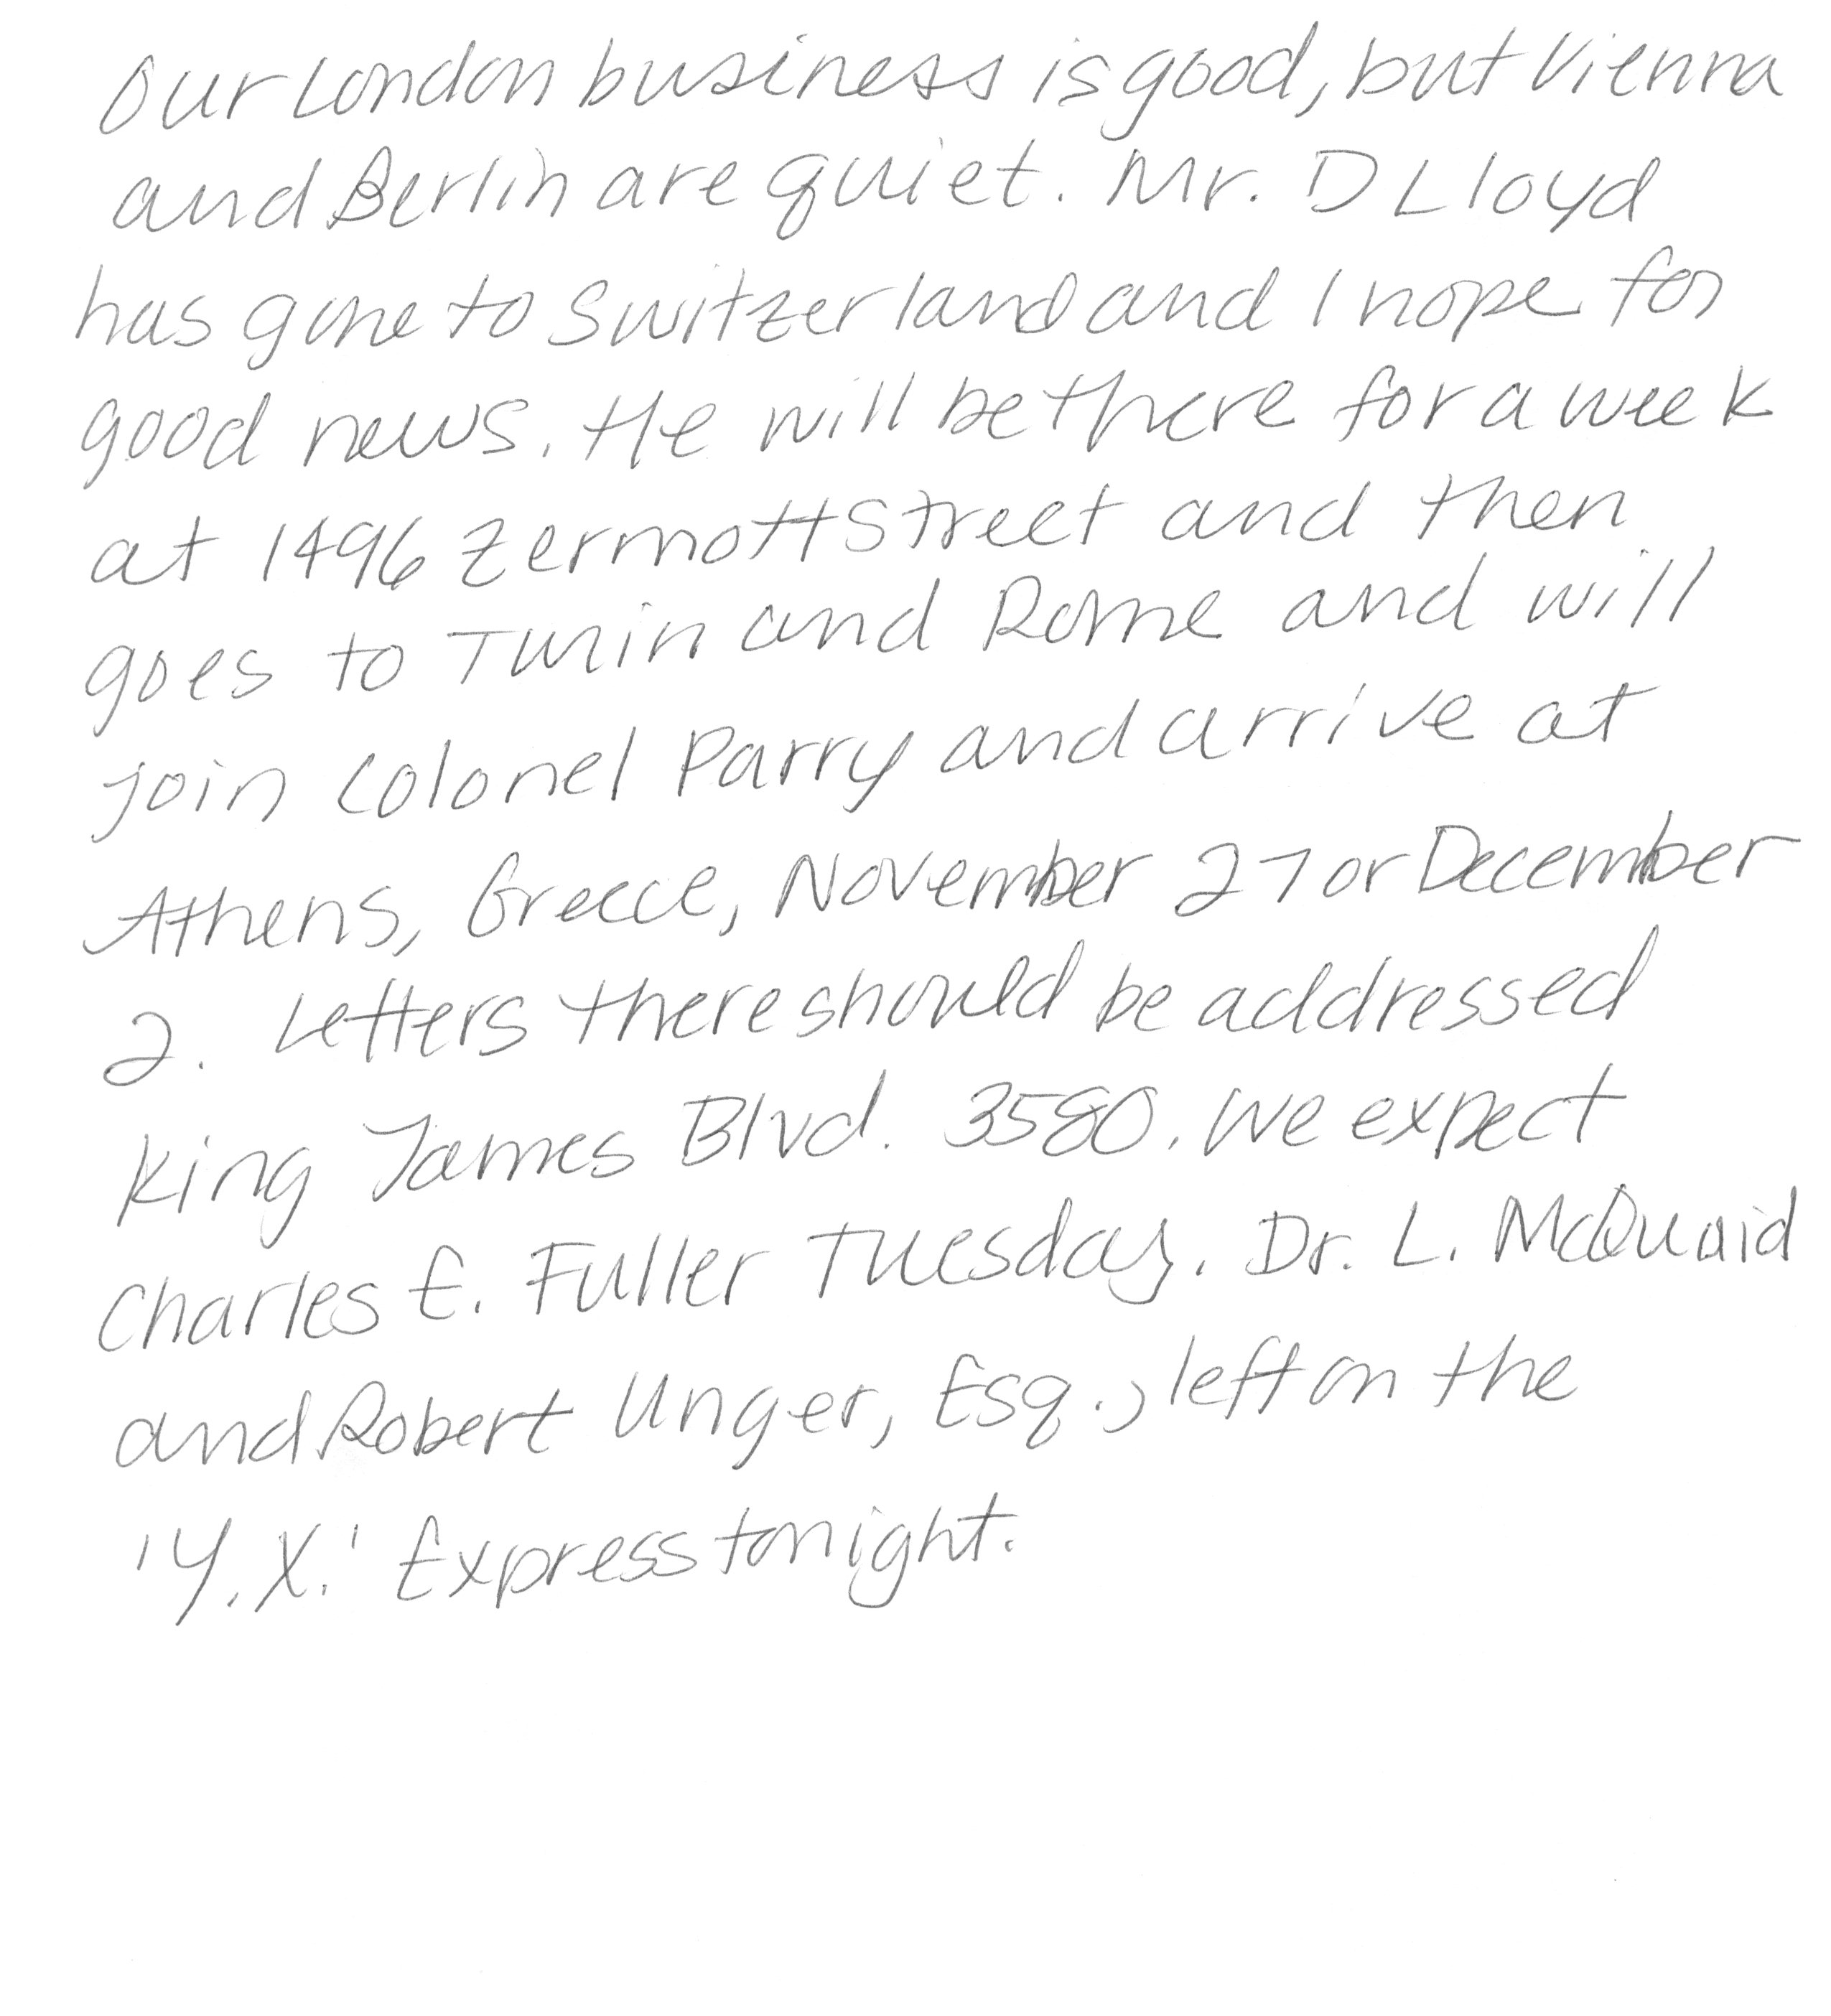 Our London business is good, but Vienna
and Berlin are quiet. Mr. D Lloyd
has gone to Switzerland and I hope for
good news. He will be there for a week
at 1496 Zermott Street and then
goes to Turin and Rome and will
join Colonel Parry and arrive at
Athens, Greece, November 27 or December
2. Letters there should be addressed
King James Blvd. 3580. We expect
Charles E. Fuller Tuesday. Dr. L. McQuaid
and Robert Unger, Esq., left on the
'Y. X.' Express tonight.